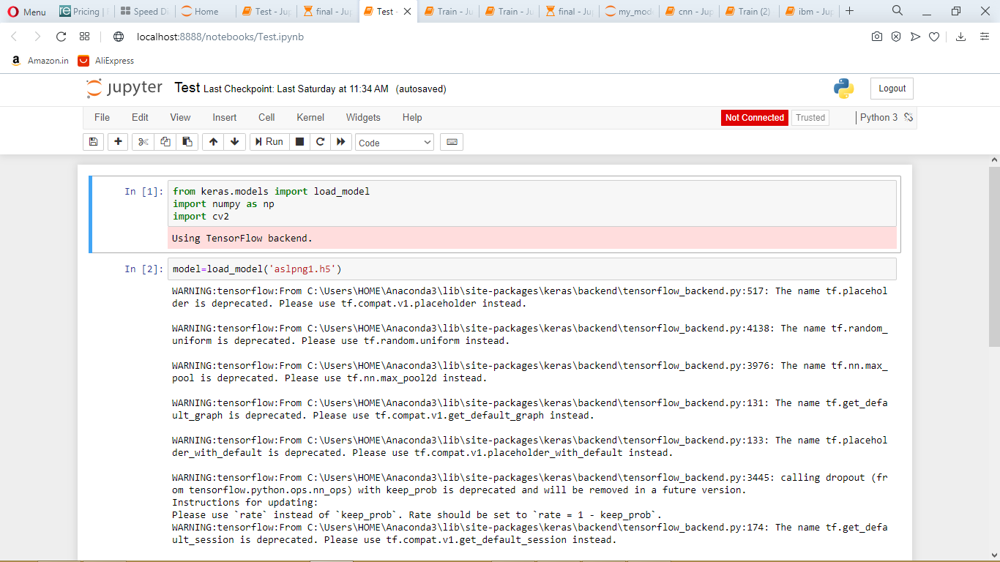 Menu
Pricing |
Speed Di
Home
Test - Jup
final - Jup
Test -
Train - Ju
Train - Ju
final - Jup
my_mode
cnn - Jup
Train (2)
ibm - Jup
localhost:8888/notebooks/Test.ipynb
Amazon.in AliExpress
jupyter Test Last Checkpoint: Last Saturday at 11:34 AM (autosaved)
Logout
File Edit View Insert Cell Kernel Widgets Help
Not Connected Trusted Python 3
Run Code
In [1]: from keras.models import load_model
import numpy as np
import cv2
Using TensorFlow backend.
In [2]: model=load_model('aslpng1.h5')
WARNING:tensorflow:From C:\Users\HOME\Anaconda3\lib\site-packages\keras\backend\tensorflow_backend.py:517: The name tf.placehol
der is deprecated. Please use tf.compat.v1.placeholder instead.
WARNING:tensorflow:From C:\Users\HOME\Anaconda3\lib\site-packages\keras\backend\tensorflow_backend.py:4138: The name tf.random_
uniform is deprecated. Please use tf.random.uniform instead.
WARNING:tensorflow:From C:\Users\HOME\Anaconda3\lib\site-packages\keras\backend\tensorflow_backend.py:3976: The name tf.nn.max_
pool is deprecated. Please use tf.nn.max_pool2d instead.
WARNING:tensorflow:From C:\Users\HOME\Anaconda3\lib\site-packages\keras\backend\tensorflow_backend.py:131: The name tf.get_defa
ult_graph is deprecated. Please use tf.compat.v1.get_default_graph instead.
WARNING:tensorflow:From C:\Users\HOME\Anaconda3\lib\site-packages\keras\backend\tensorflow_backend.py:133: The name tf.placehol
der_with_default is deprecated. Please use tf.compat.v1.placeholder_with_default instead.
WARNING:tensorflow:From C:\Users\HOME\Anaconda3\lib\site-packages\keras\backend\tensorflow_backend.py:3445: calling dropout (fr
om tensorflow.python.ops.nn_ops) with keep_prob is deprecated and will be removed in a future version.
Instructions for updating:
Please use `rate` instead of `keep_prob`. Rate should be set to `rate = 1 - keep_prob`.
WARNING:tensorflow:From C:\Users\HOME\Anaconda3\lib\site-packages\keras\backend\tensorflow_backend.py:174: The name tf.get_defa
ult_session is deprecated. Please use tf.compat.v1.get_default_session instead.